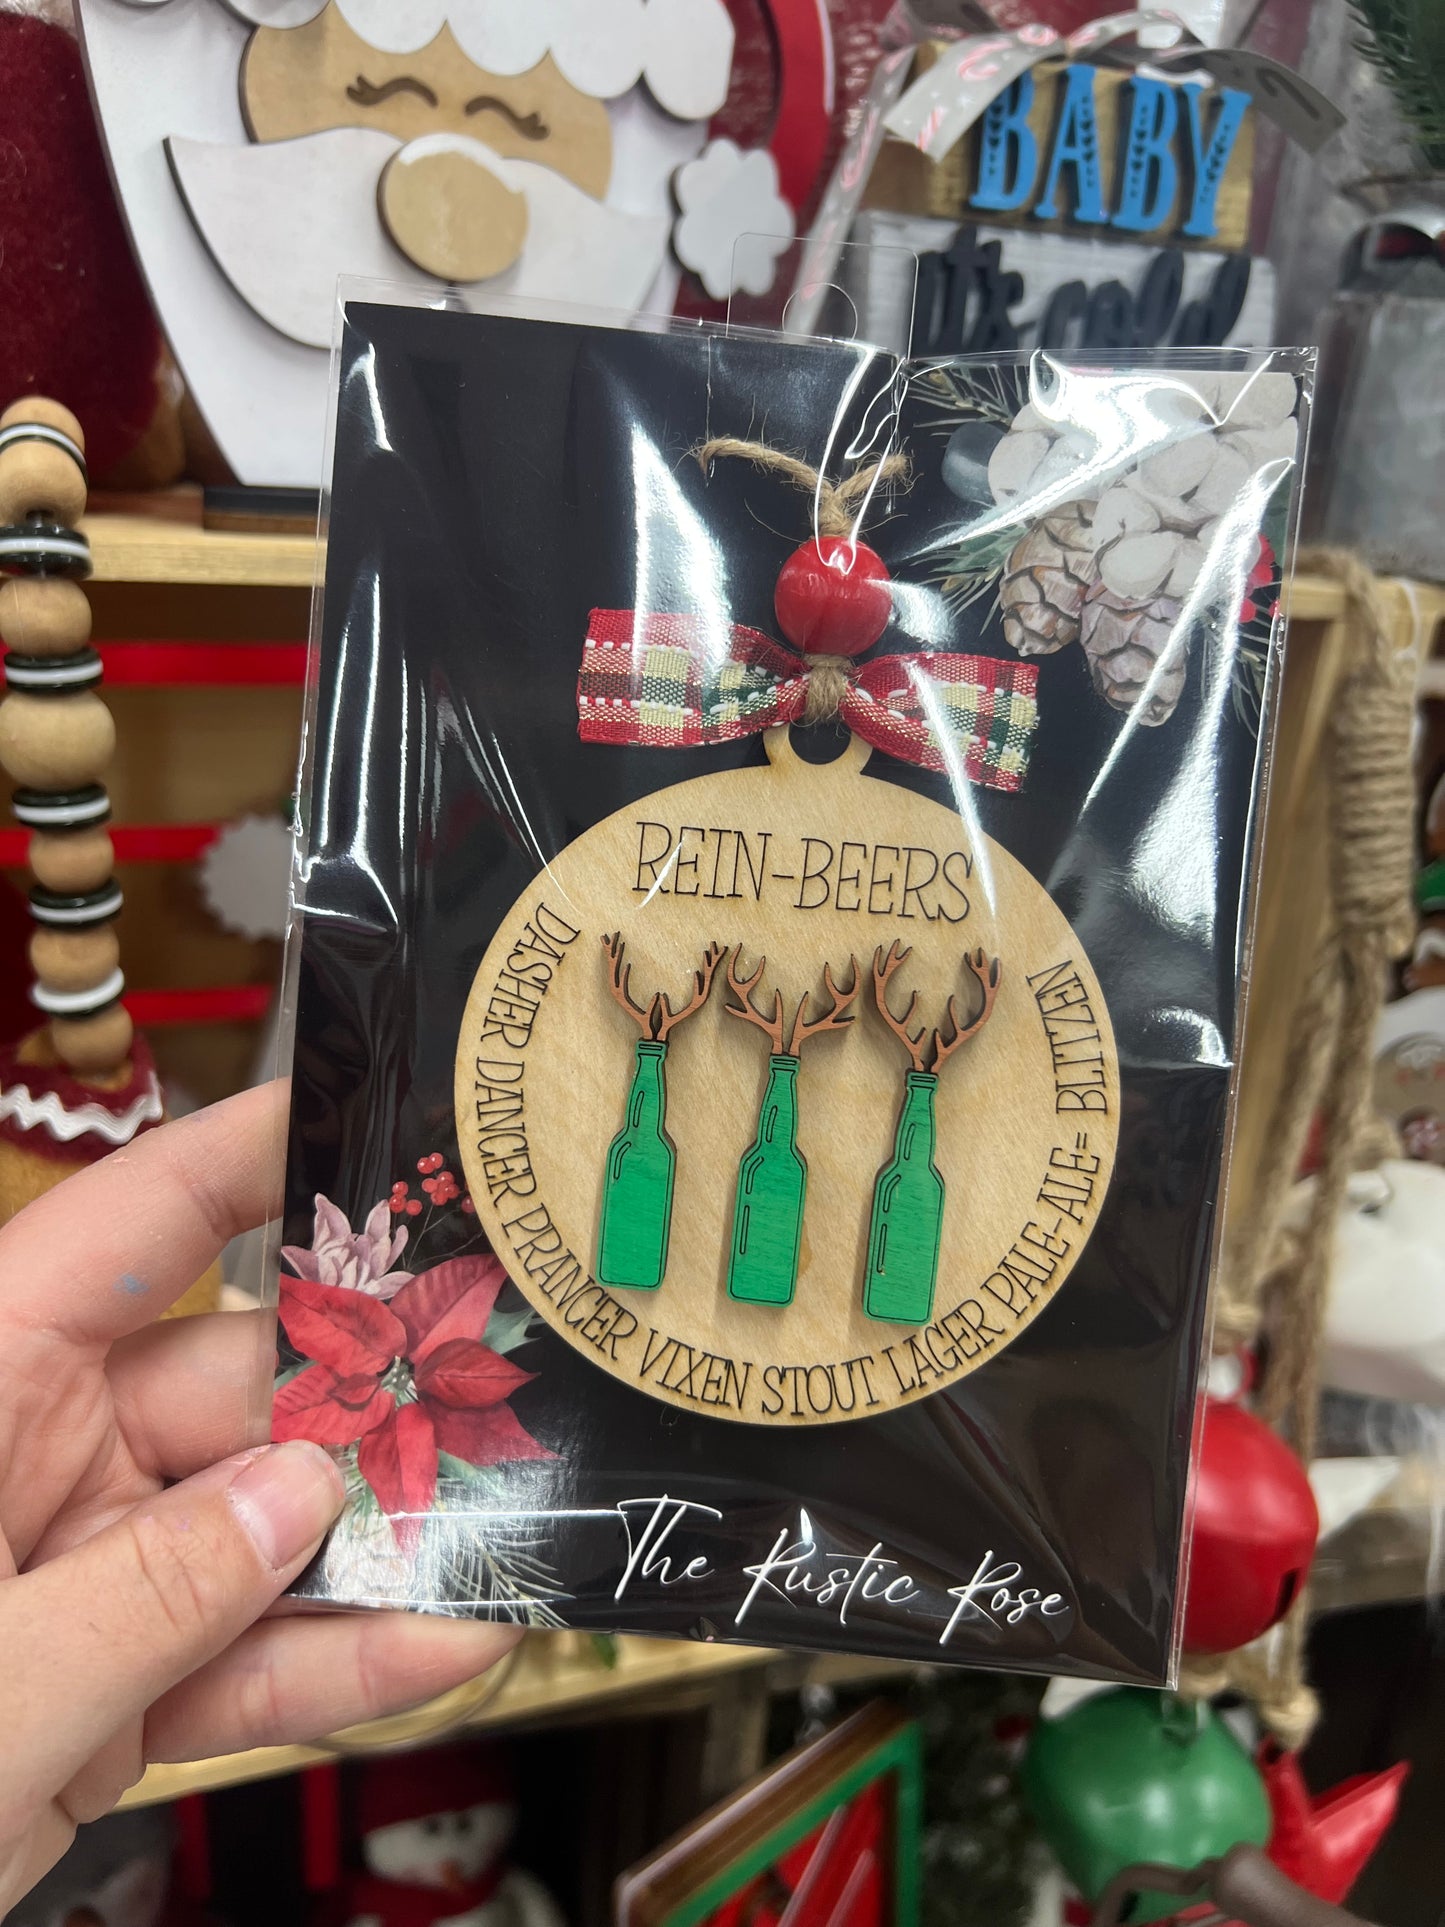 BABY
it's cold
REIN-BEERS
DASHER DANCER PRANCER VIXEN STOUT LAGER PALE-ALE= BLITZEN
The Rustic Rose